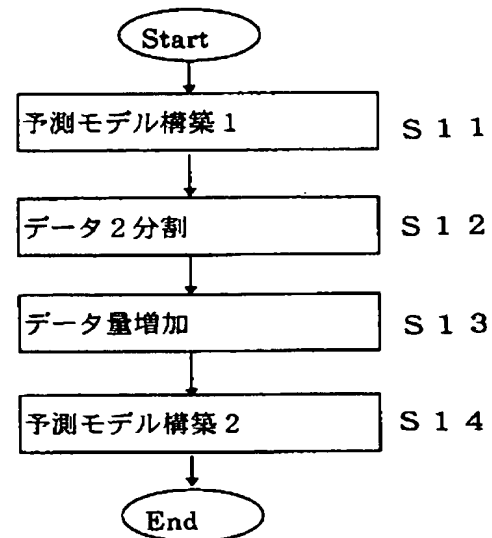 Start
予測モデル構築１ Ｓ１１
データ２分割 Ｓ１２
データ量増加 Ｓ１３
予測モデル構築２ Ｓ１４
End